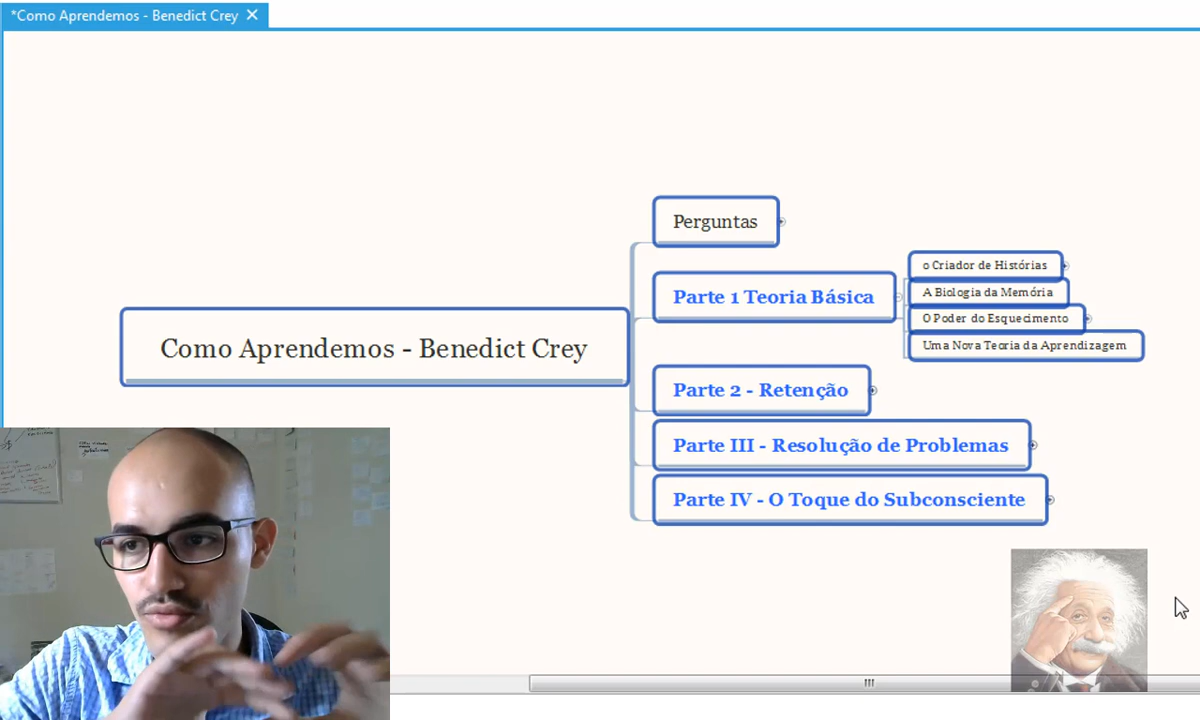 *Como Aprendemos - Benedict Crey
Perguntas
Parte 1 Teoria Básica
o Criador de Histórias
A Biologia da Memória
O Poder do Esquecimento
Uma Nova Teoria da Aprendizagem
Como Aprendemos - Benedict Crey
Parte 2 - Retenção
Parte III - Resolução de Problemas
Parte IV - O Toque do Subconsciente